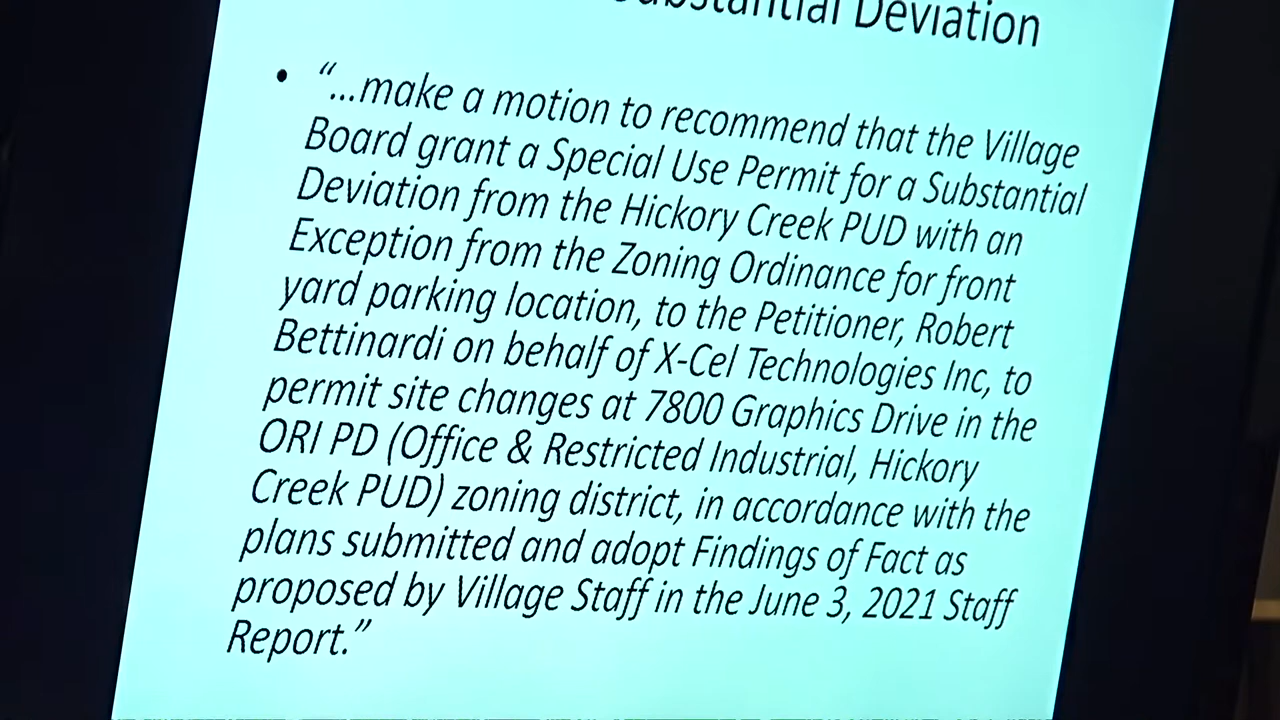 Substantial Deviation
• “...make a motion to recommend that the Village
Board grant a Special Use Permit for a Substantial
Deviation from the Hickory Creek PUD with an
Exception from the Zoning Ordinance for front
yard parking location, to the Petitioner, Robert
Bettinardi on behalf of X-Cel Technologies Inc, to
permit site changes at 7800 Graphics Drive in the
ORI PD (Office & Restricted Industrial, Hickory
Creek PUD) zoning district, in accordance with the
plans submitted and adopt Findings of Fact as
proposed by Village Staff in the June 3, 2021 Staff
Report.”